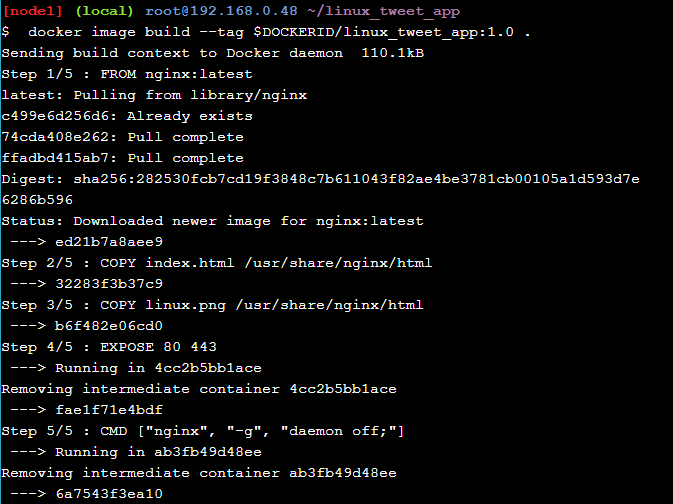 [node1] (local) root@192.168.0.48 ~/linux_tweet_app
$  docker image build --tag $DOCKERID/linux_tweet_app:1.0 .
Sending build context to Docker daemon  110.1kB
Step 1/5 : FROM nginx:latest
latest: Pulling from library/nginx
c499e6d256d6: Already exists
74cda408e262: Pull complete
ffadbd415ab7: Pull complete
Digest: sha256:282530fcb7cd19f3848c7b611043f82ae4be3781cb00105a1d593d7e
6286b596
Status: Downloaded newer image for nginx:latest
 ---> ed21b7a8aee9
Step 2/5 : COPY index.html /usr/share/nginx/html
 ---> 32283f3b37c9
Step 3/5 : COPY linux.png /usr/share/nginx/html
 ---> b6f482e06cd0
Step 4/5 : EXPOSE 80 443
 ---> Running in 4cc2b5bb1ace
Removing intermediate container 4cc2b5bb1ace
 ---> fae1f71e4bdf
Step 5/5 : CMD ["nginx", "-g", "daemon off;"]
 ---> Running in ab3fb49d48ee
Removing intermediate container ab3fb49d48ee
 ---> 6a7543f3ea10